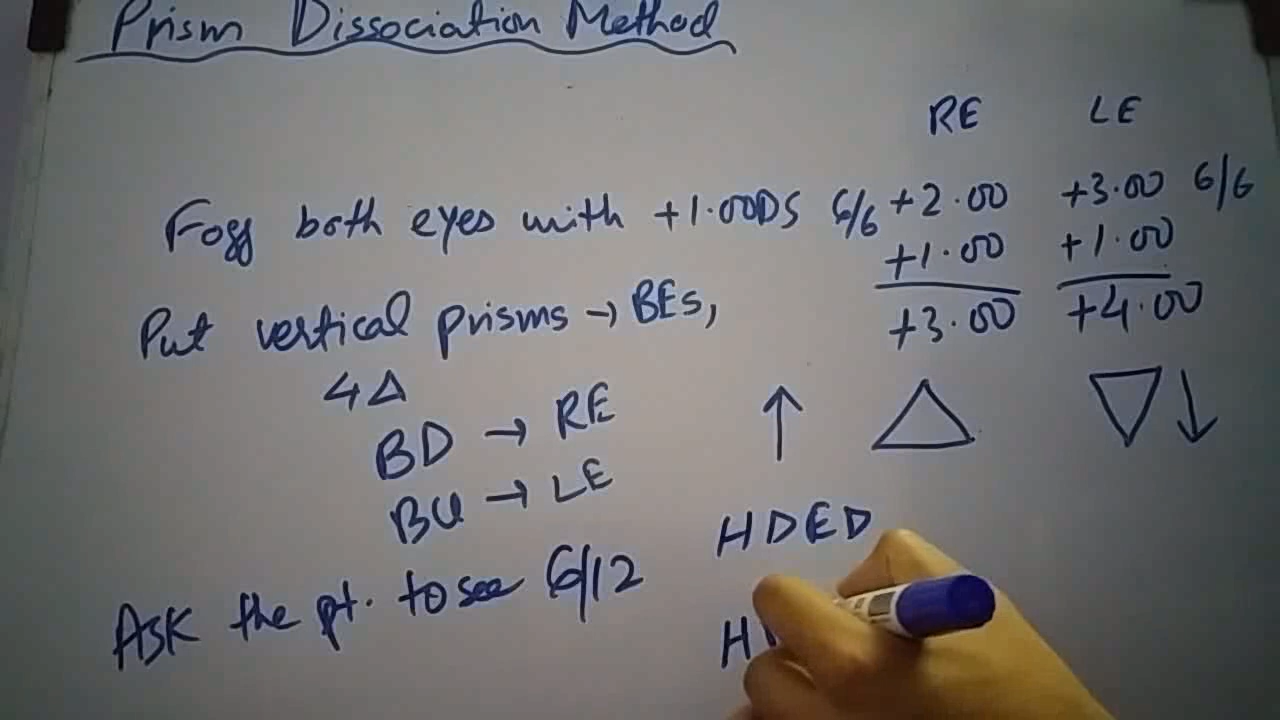 Prism Dissociation Method
RE LE
Fogg both eyes with +1.00DS 6/6 +2.00 +3.00 6/6
+1.00 +1.00
+3.00 +4.00
Put vertical prisms → BEs,
4Δ
BD → RE
BU → LE
↑ △ ▽ ↓
HDED
Ask the pt. to see 6/12
H